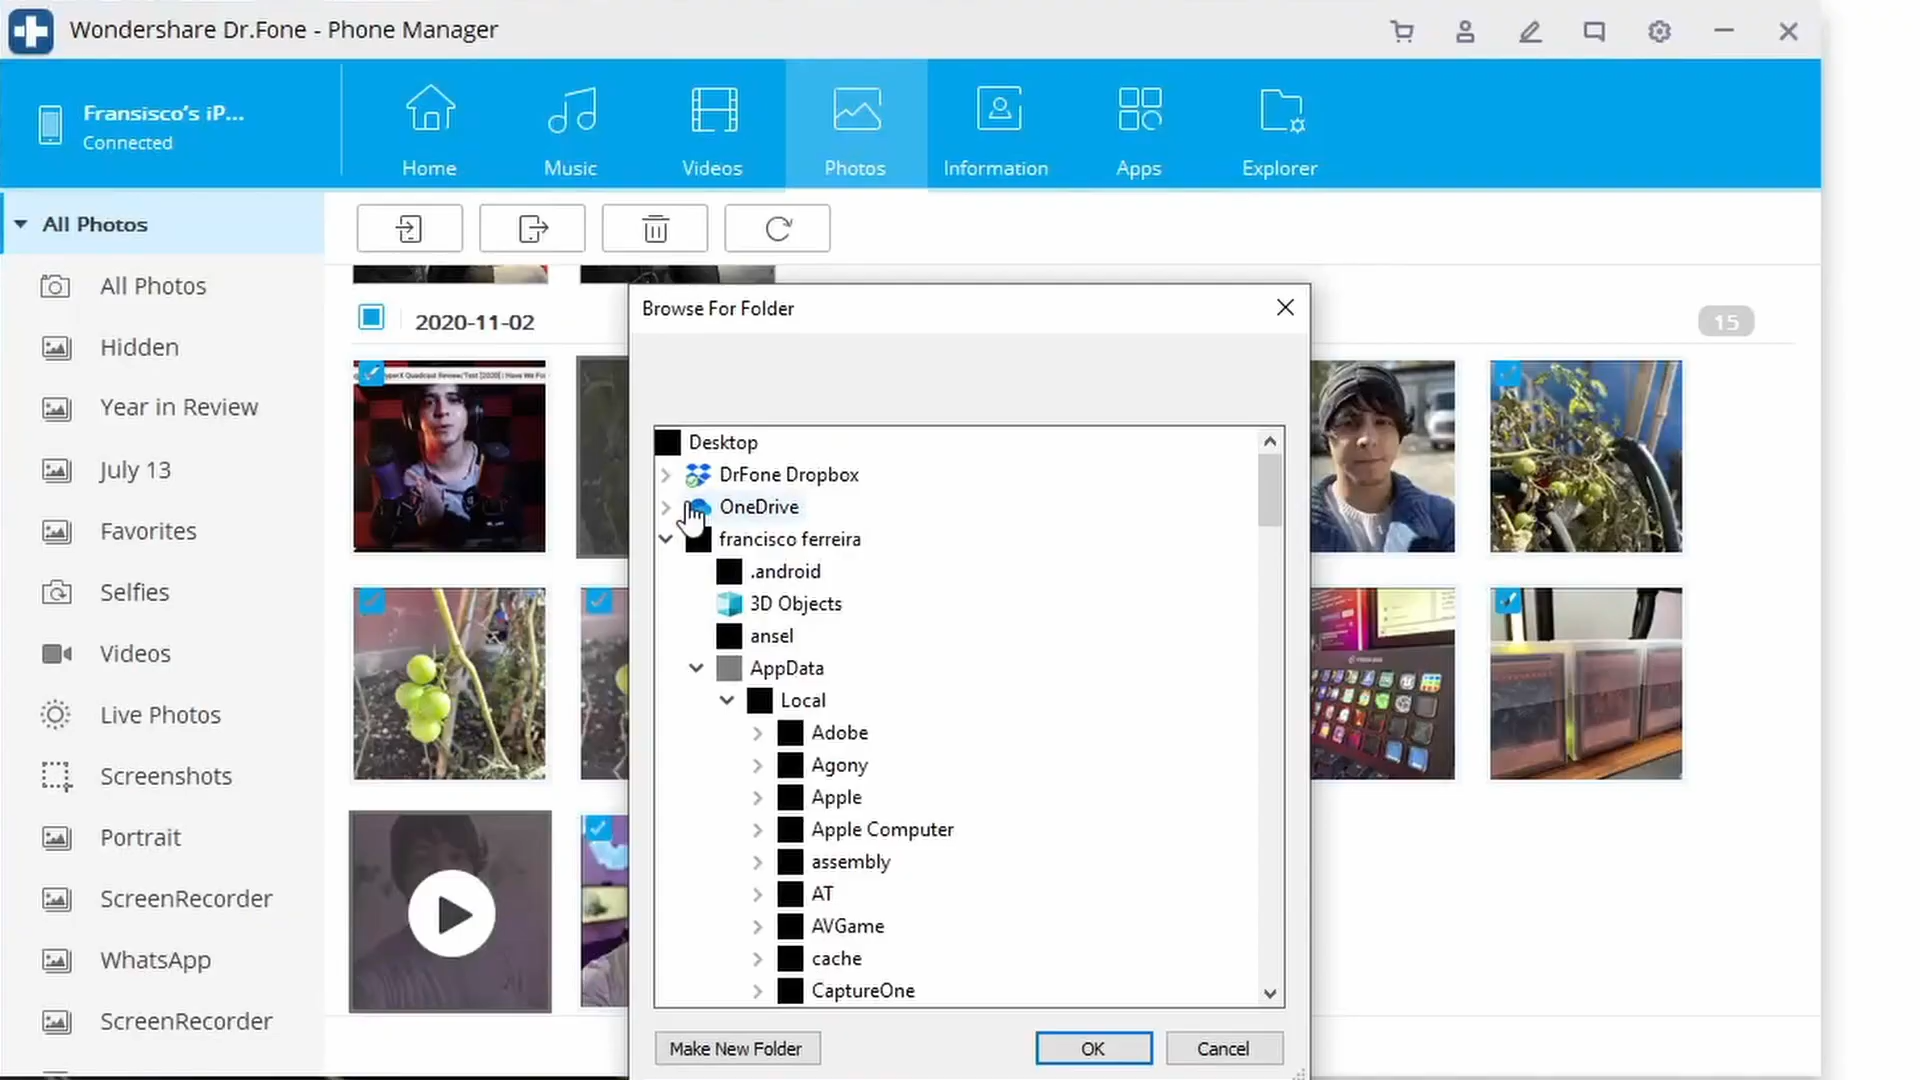 Wondershare Dr.Fone - Phone Manager
Fransisco's iP...
Connected
Home
Music
Videos
Photos
Information
Apps
Explorer
All Photos
All Photos
Hidden
Year in Review
July 13
Favorites
Selfies
Videos
Live Photos
Screenshots
Portrait
ScreenRecorder
WhatsApp
ScreenRecorder
2020-11-02
15
Browse For Folder
Desktop
DrFone Dropbox
OneDrive
francisco ferreira
.android
3D Objects
ansel
AppData
Local
Adobe
Agony
Apple
Apple Computer
assembly
AT
AVGame
cache
CaptureOne
Make New Folder
OK
Cancel